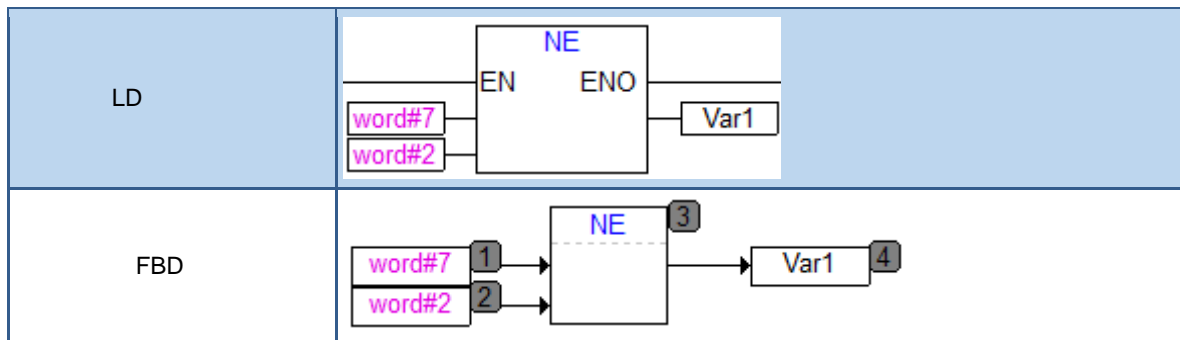 LD
NE
EN ENO
word#7 Var1
word#2
FBD
NE 3
word#7 1 Var1 4
word#2 2